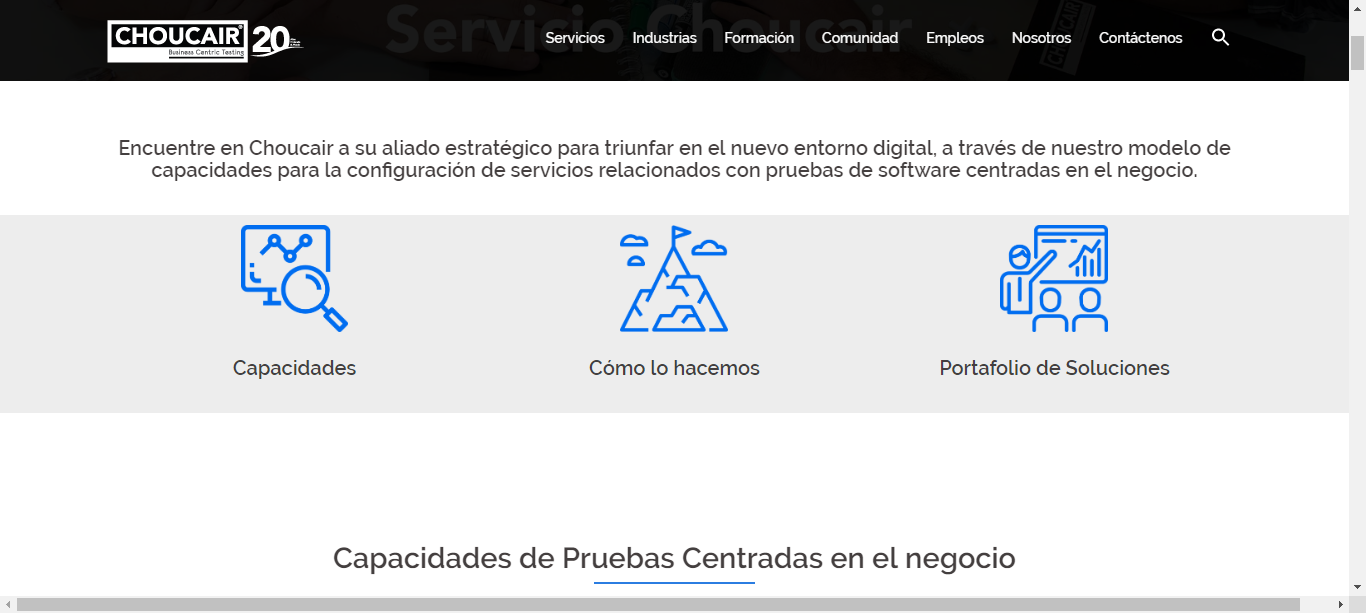 Servicio Choucair
CHOUCAIR
Business Centric Testing
20
Servicios Industrias Formación Comunidad Empleos Nosotros Contáctenos
Encuentre en Choucair a su aliado estratégico para triunfar en el nuevo entorno digital, a través de nuestro modelo de
capacidades para la configuración de servicios relacionados con pruebas de software centradas en el negocio.
Capacidades
Cómo lo hacemos
Portafolio de Soluciones
Capacidades de Pruebas Centradas en el negocio